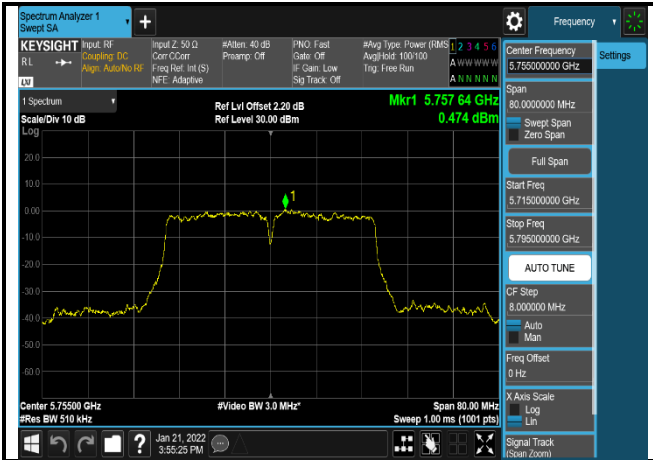 Spectrum Analyzer 1
Swept SA
+
Frequency
KEYSIGHT
RL
LXI
Input: RF
Coupling: DC
Align: Auto/No RF
Input Z: 50 Ω
Corr CCorr
Freq Ref: Int (S)
NFE: Adaptive
#Atten: 40 dB
Preamp: Off
PNO: Fast
Gate: Off
IF Gain: Low
Sig Track: Off
#Avg Type: Power (RMS)
Avg|Hold: 100/100
Trig: Free Run
1 2 3 4 5 6
A W W W W W
A N N N N N
1 Spectrum
Scale/Div 10 dB
Log
Ref Lvl Offset 2.20 dB
Ref Level 30.00 dBm
Mkr1 5.757 64 GHz
0.474 dBm
20.0
10.0
0.00
-10.0
-20.0
-30.0
-40.0
-50.0
-60.0
1
Center 5.75500 GHz
#Res BW 510 kHz
#Video BW 3.0 MHz*
Span 80.00 MHz
Sweep 1.00 ms (1001 pts)
Jan 21, 2022
3:55:25 PM
?
Center Frequency
5.755000000 GHz
Span
80.0000000 MHz
Swept Span
Zero Span
Full Span
Start Freq
5.715000000 GHz
Stop Freq
5.795000000 GHz
AUTO TUNE
CF Step
8.000000 MHz
Auto
Man
Freq Offset
0 Hz
X Axis Scale
Log
Lin
Signal Track
(Span Zoom)
Settings